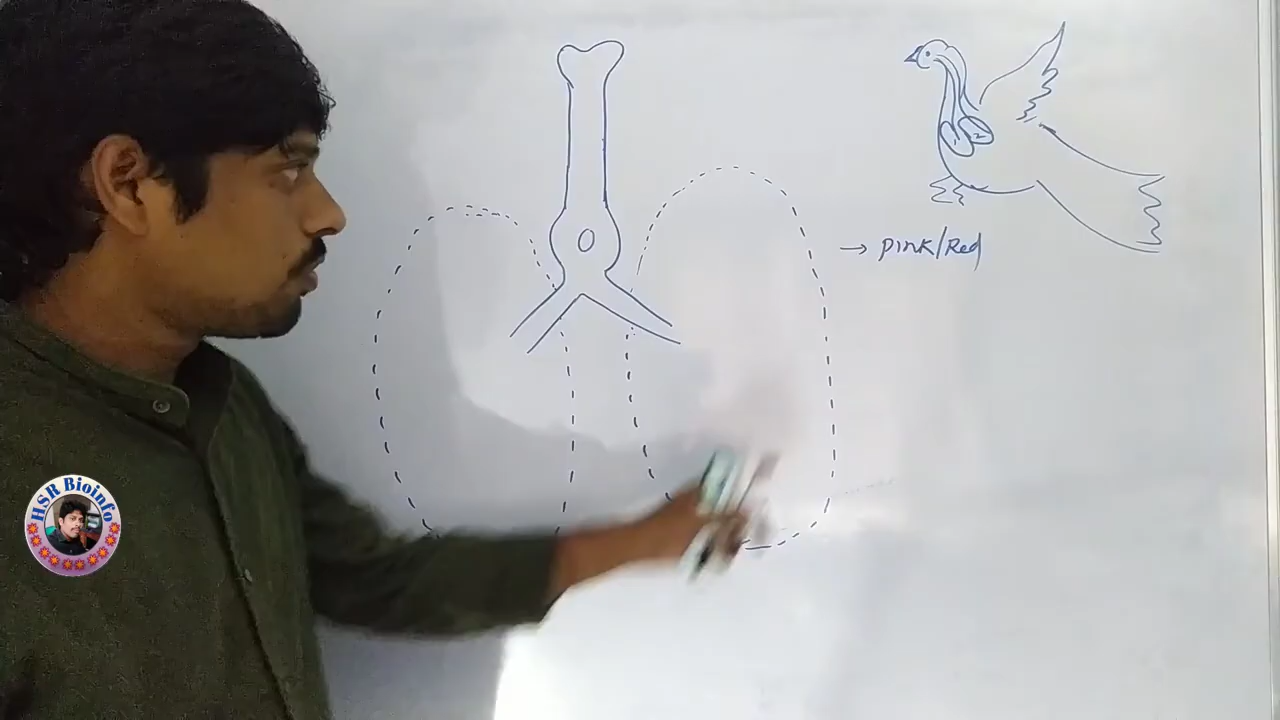 → pink/Red
HSR Bioinfo